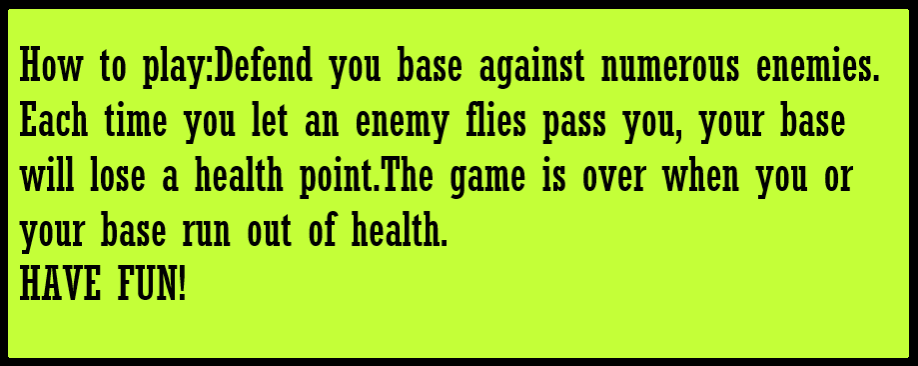 How to play:Defend you base against numerous enemies.
Each time you let an enemy flies pass you, your base
will lose a health point.The game is over when you or
your base run out of health.
HAVE FUN!